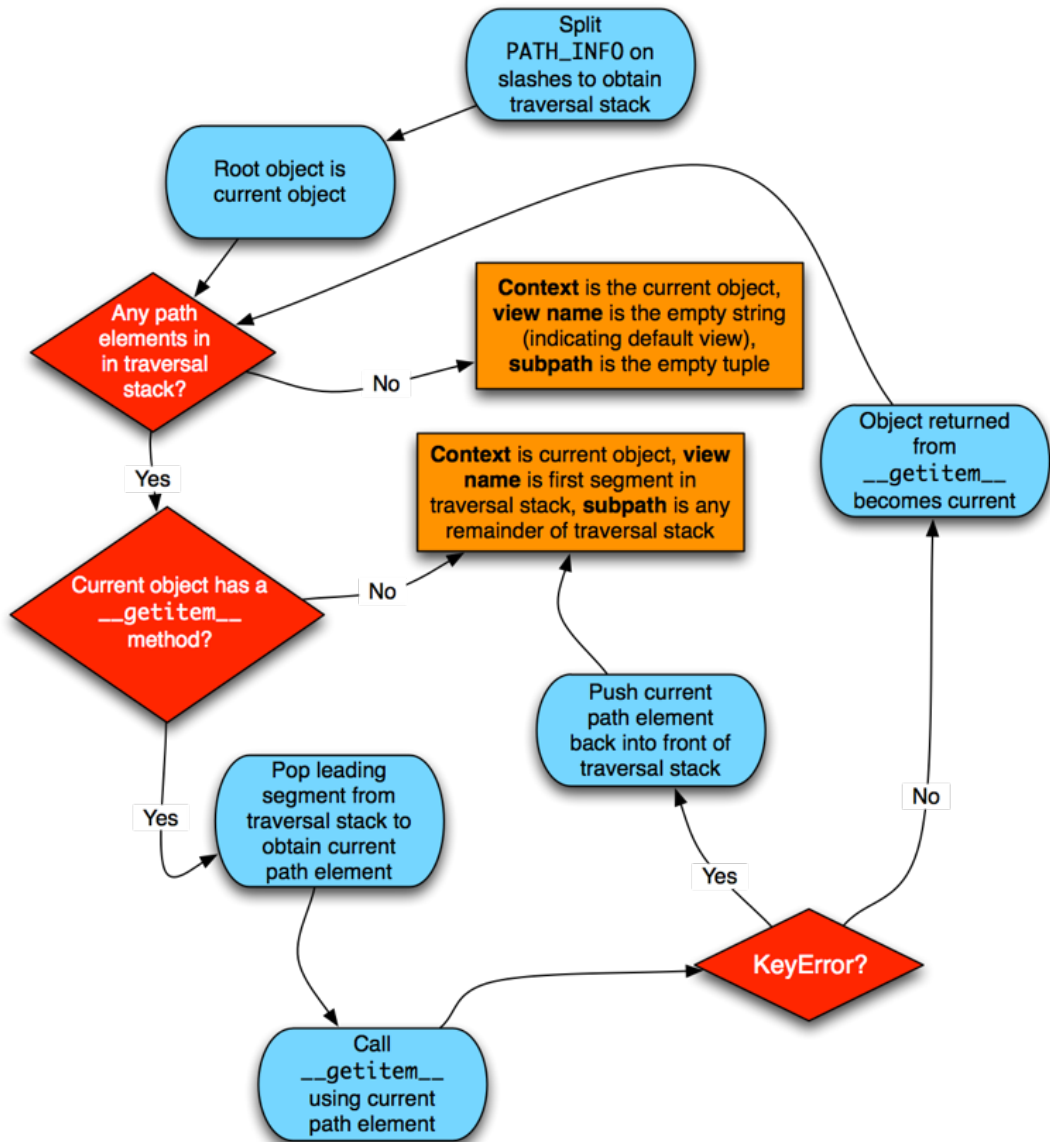 Split
PATH_INFO on
slashes to obtain
traversal stack
Root object is
current object
Any path
elements in
in traversal
stack?
Context is the current object,
view name is the empty string
(indicating default view),
subpath is the empty tuple
No
Object returned
from
__getitem__
becomes current
Yes
Context is current object, view
name is first segment in
traversal stack, subpath is any
remainder of traversal stack
Current object has a
__getitem__
method?
No
Push current
path element
back into front of
traversal stack
Yes
Pop leading
segment from
traversal stack to
obtain current
path element
No
Yes
KeyError?
Call
__getitem__
using current
path element